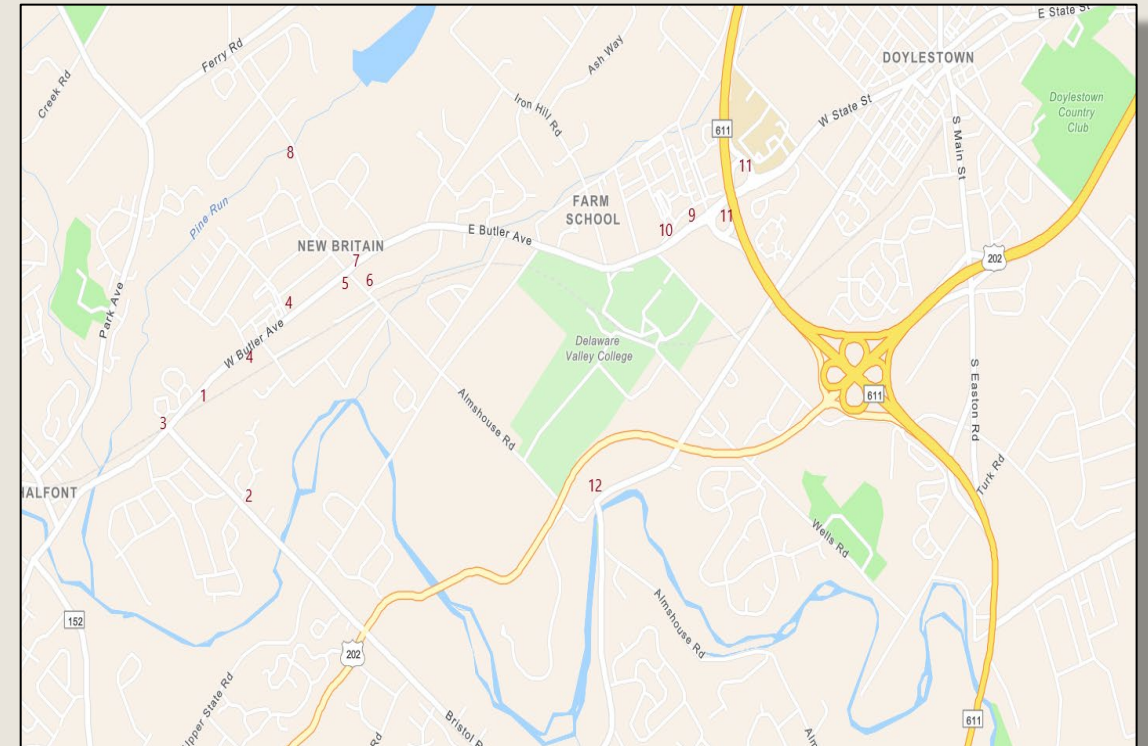 E State St
DOYLESTOWN
Ferry Rd
Ash Way
Creek Rd
Doylestown
Country
Club
Iron Hill Rd
W State St
611
S Main St
11
8
FARM
SCHOOL
Pine Run
9
11
10
E Butler Ave
NEW BRITAIN
7
202
5
6
4
Park Ave
W Butler Ave
Delaware
Valley College
4
1
611
S Easton Rd
3
Almshouse Rd
Turk Rd
HALFONT
2
12
Wells Rd
152
Almshouse Rd
202
Upper State Rd
Bristol R
611
Rd
Alm